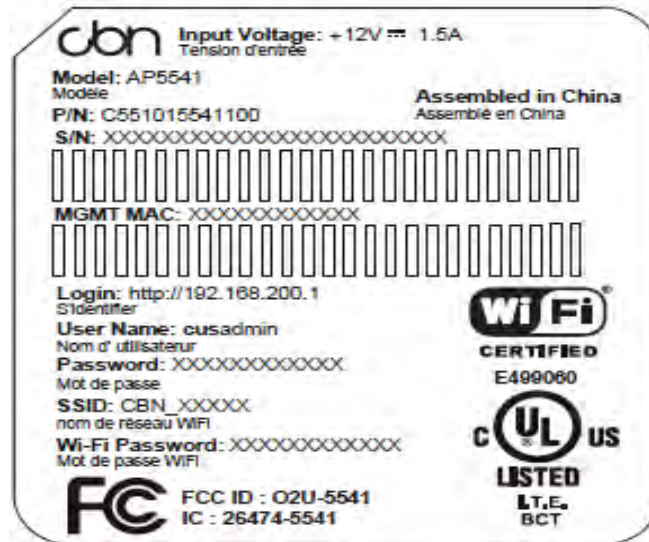 cbn Input Voltage: +12V ⎓ 1.5A
Tension d'entrée
Model: AP5541
Modèle
P/N: C551015541100
Assembled in China
Assemblé en China
S/N: XXXXXXXXXXXXXXXXXXXXXXXXXX
MGMT MAC: XXXXXXXXXXXX
Login: http://192.168.200.1
S'identifier
User Name: cusadmin
Nom d' utilisateur
Password: XXXXXXXXXXXX
Mot de passe
SSID: CBN_XXXXX
nom de réseau WIFI
Wi-Fi Password: XXXXXXXXXXXX
Mot de passe WIFI
Wi Fi ®
CERTIFIED
E499060
C UL ® US
LISTED
I.T.E.
BCT
FC FCC ID : O2U-5541
IC : 26474-5541